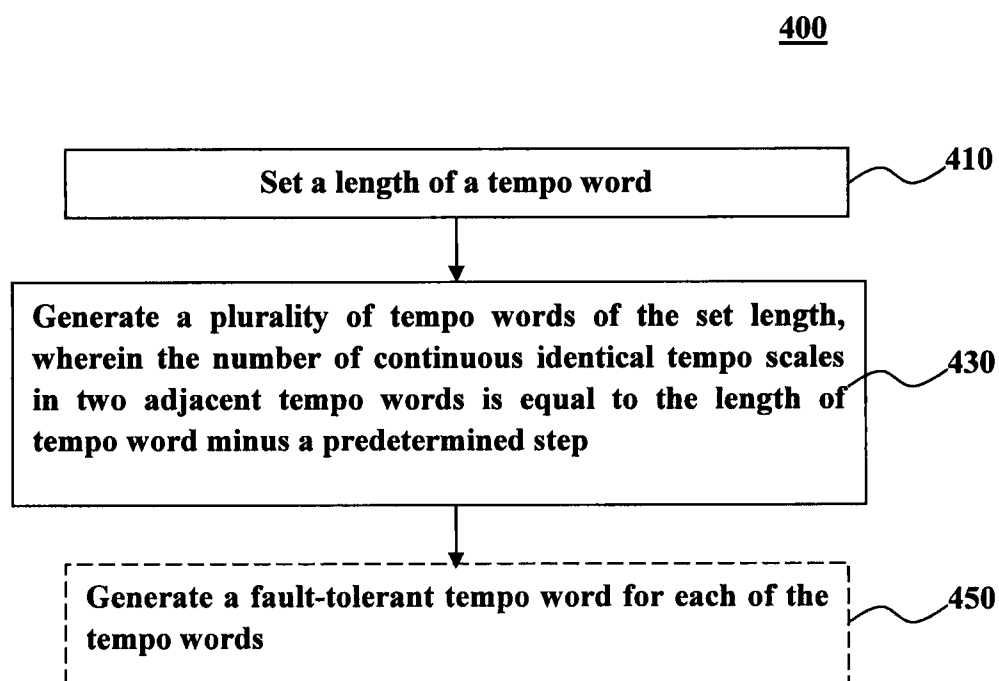 400
Set a length of a tempo word
410
Generate a plurality of tempo words of the set length,
wherein the number of continuous identical tempo scales
in two adjacent tempo words is equal to the length of
tempo word minus a predetermined step
430
Generate a fault-tolerant tempo word for each of the
tempo words
450